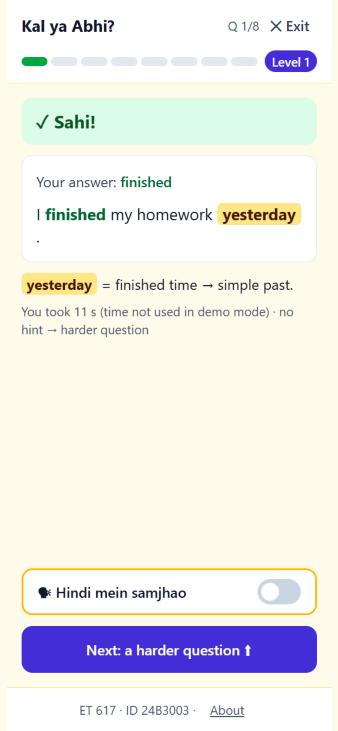 Kal ya Abhi?
Q 1/8 ✕ Exit
Level 1
✓ Sahi!
Your answer: finished
I finished my homework yesterday
.
yesterday = finished time → simple past.
You took 11 s (time not used in demo mode) · no
hint → harder question
🗣 Hindi mein samjhao
Next: a harder question ⬆
ET 617 · ID 24B3003 · About